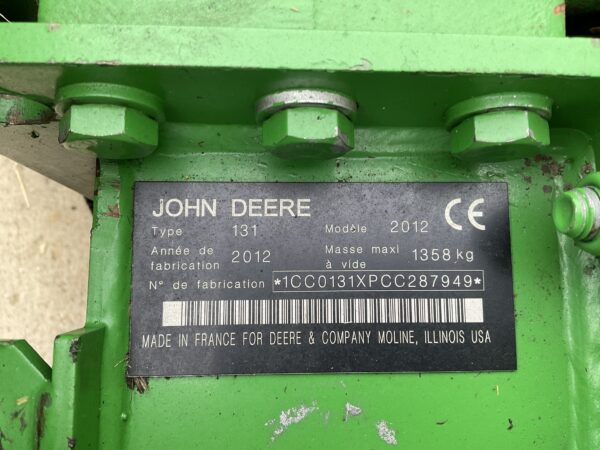 JOHN DEERE
Type 131 Modèle 2012 CE
Année de fabrication 2012 Masse maxi à vide 1358 kg
N° de fabrication *1CC0131XPCC287949*
MADE IN FRANCE FOR DEERE & COMPANY MOLINE, ILLINOIS USA